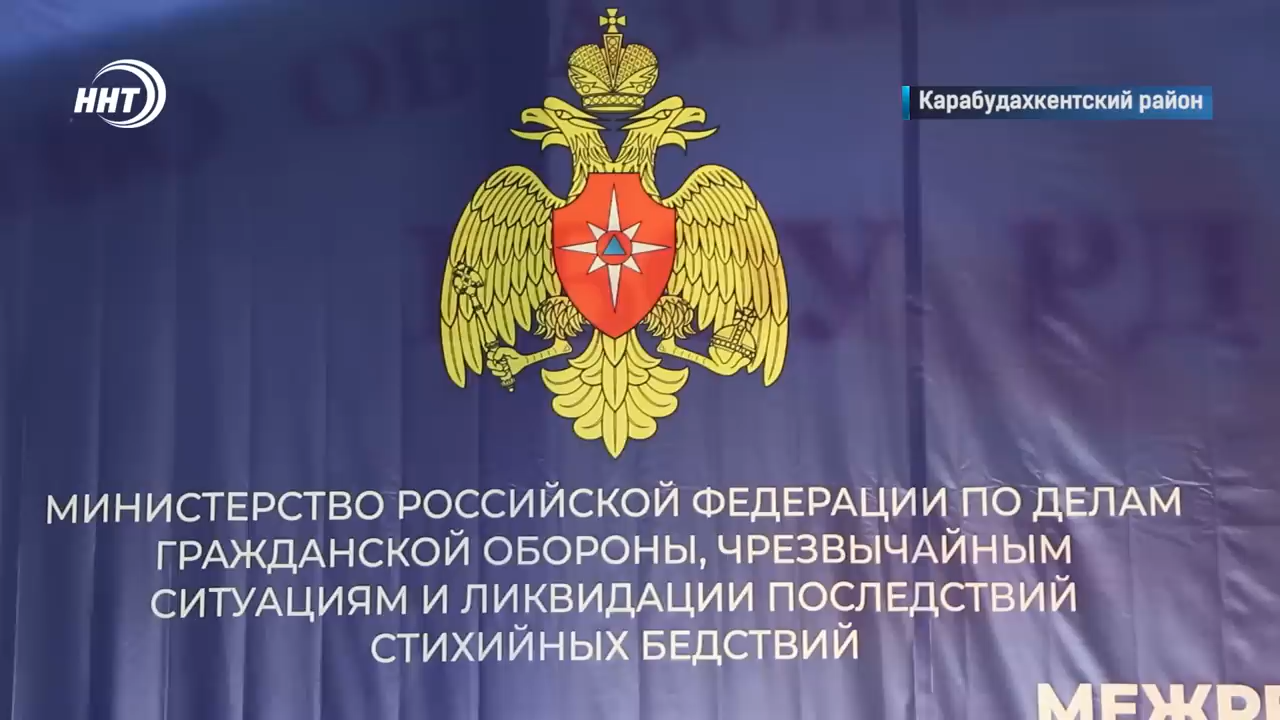 ННТ
Карабудахкентский район
МИНИСТЕРСТВО РОССИЙСКОЙ ФЕДЕРАЦИИ ПО ДЕЛАМ
ГРАЖДАНСКОЙ ОБОРОНЫ, ЧРЕЗВЫЧАЙНЫМ
СИТУАЦИЯМ И ЛИКВИДАЦИИ ПОСЛЕДСТВИЙ
СТИХИЙНЫХ БЕДСТВИЙ